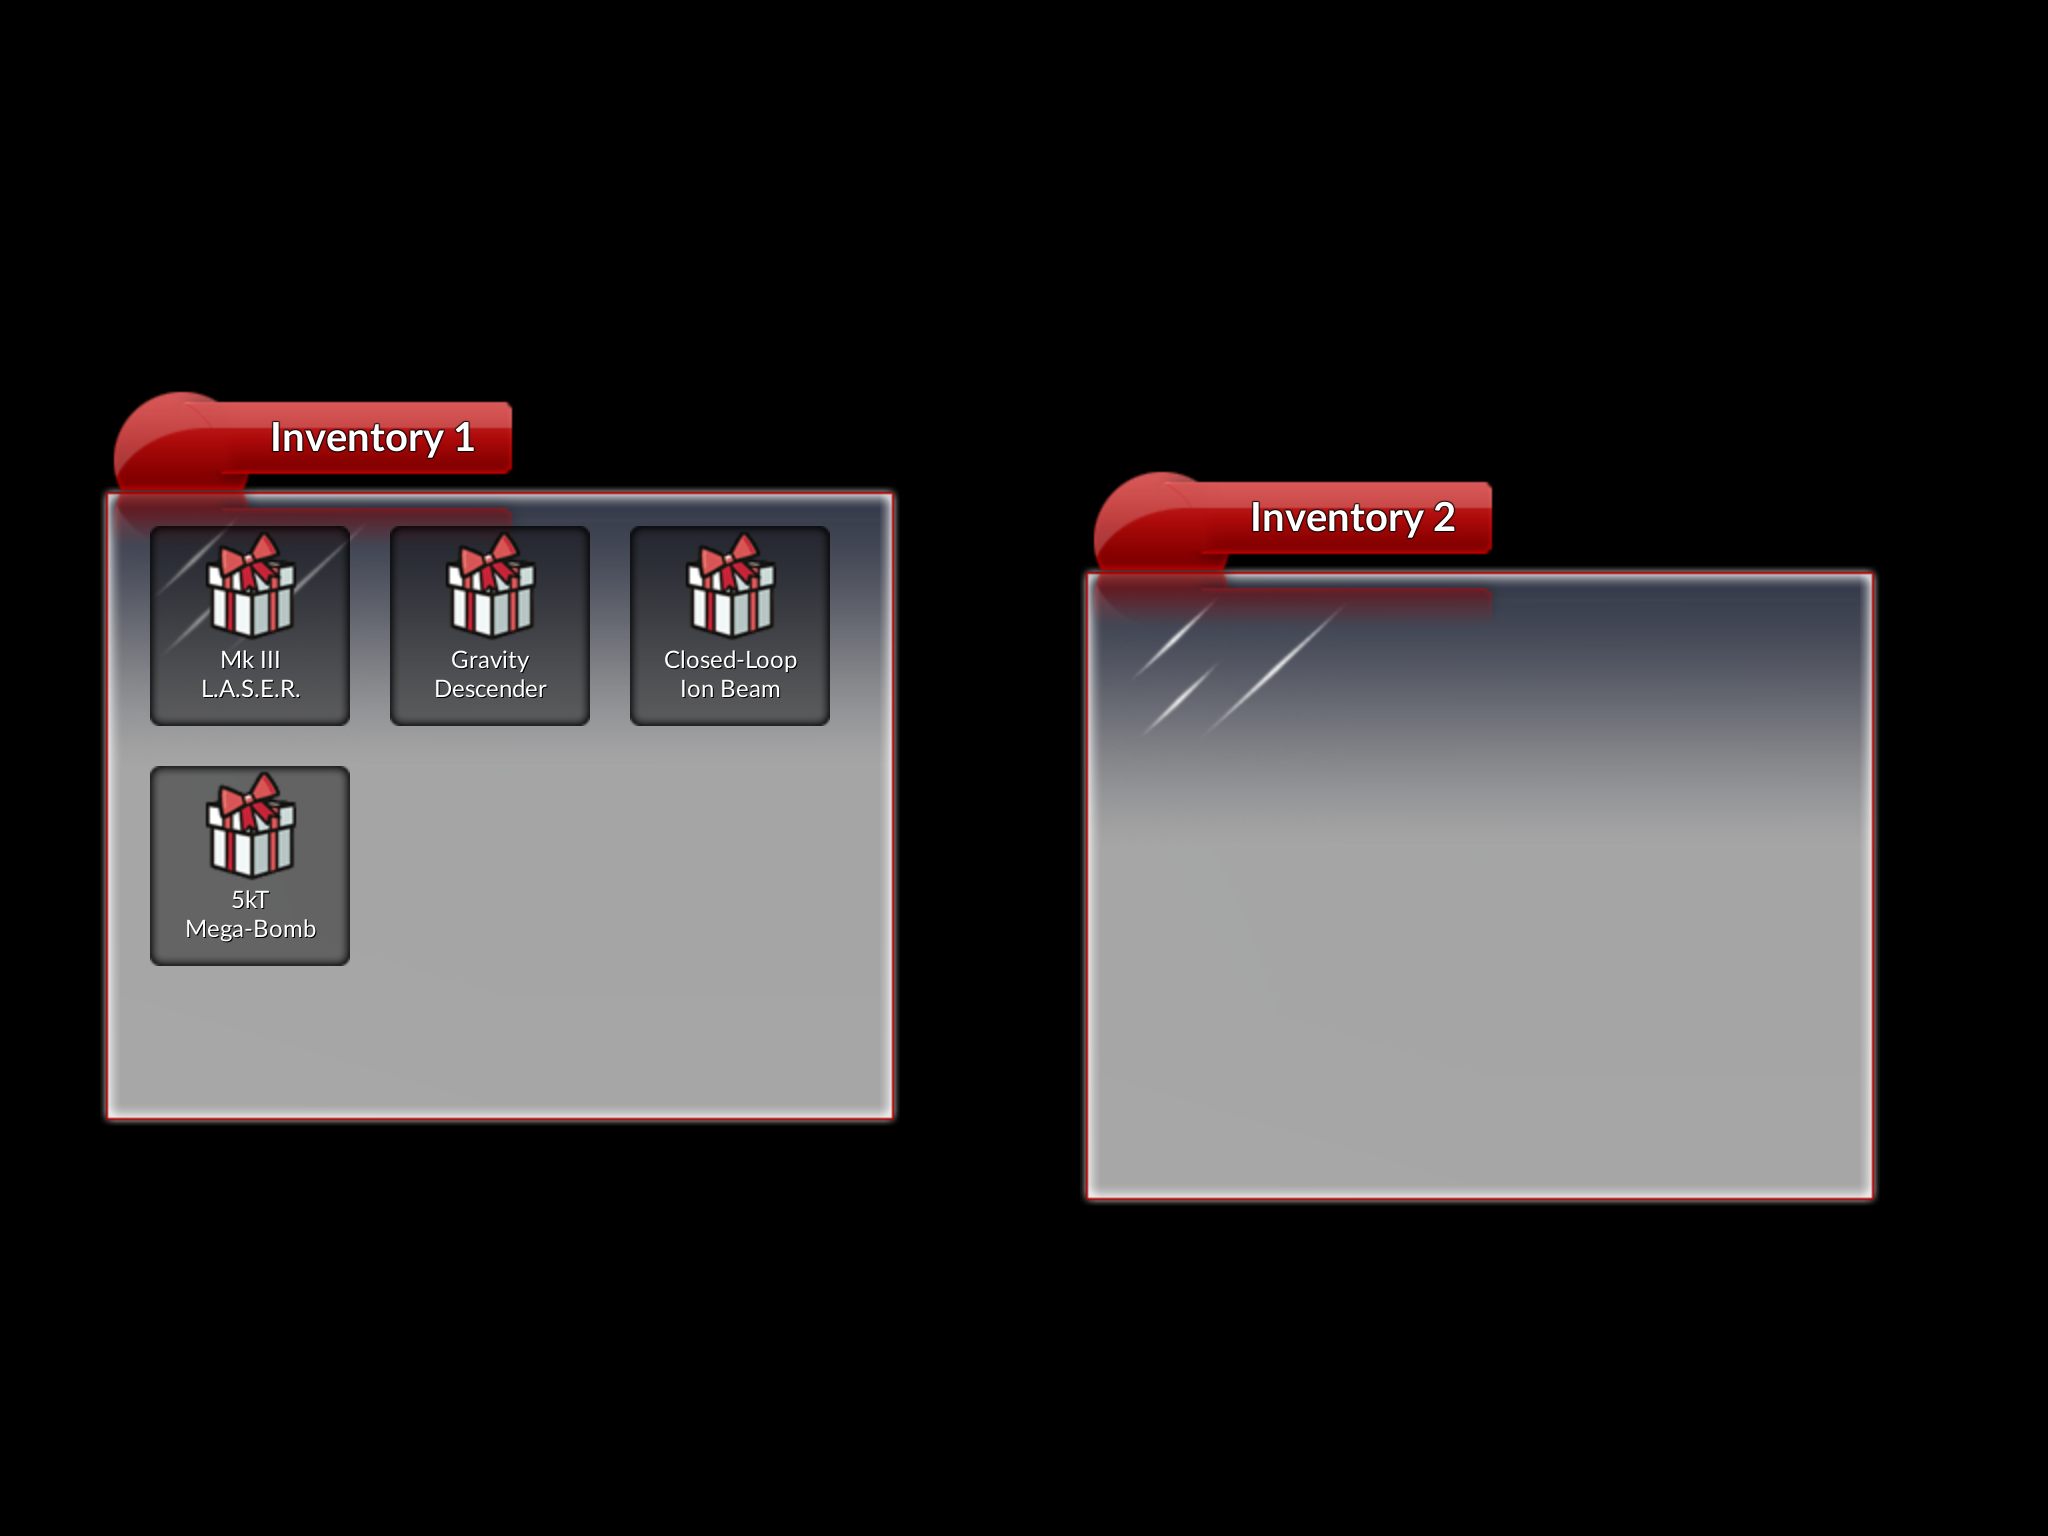 Inventory 1
Mk III
L.A.S.E.R.
Gravity
Descender
Closed-Loop
Ion Beam
5kT
Mega-Bomb
Inventory 2